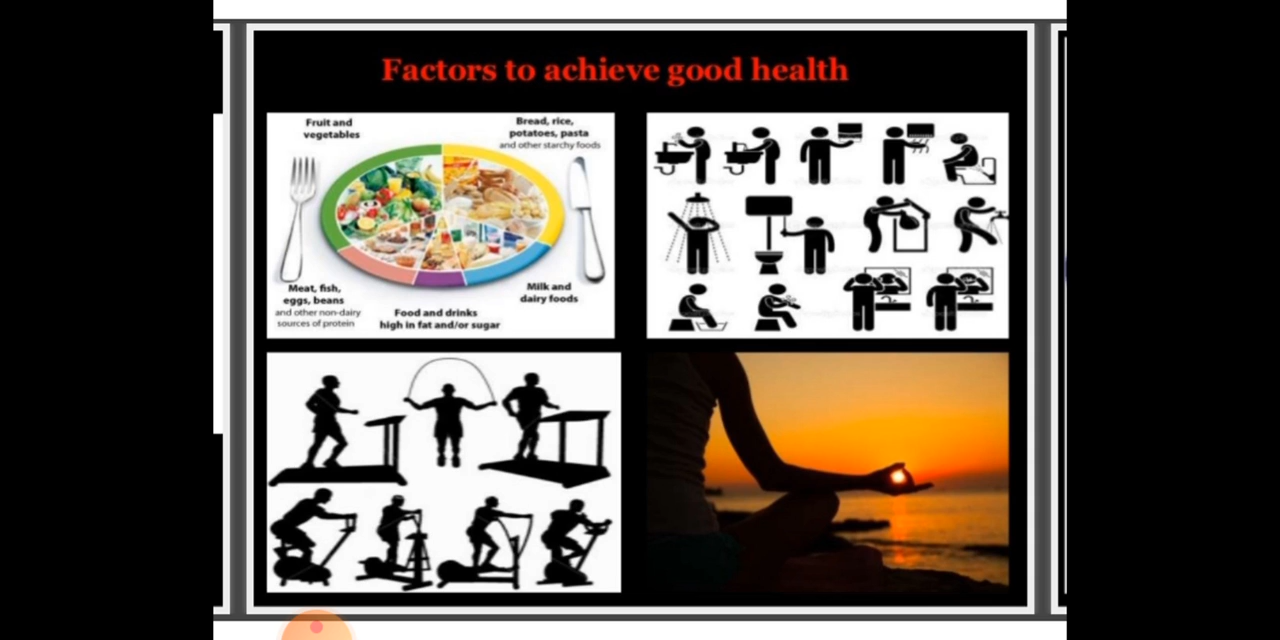 Factors to achieve good health
Fruit and
vegetables
Bread, rice,
potatoes, pasta
and other starchy foods
Meat, fish,
eggs, beans
and other non-dairy
sources of protein
Food and drinks
high in fat and/or sugar
Milk and
dairy foods